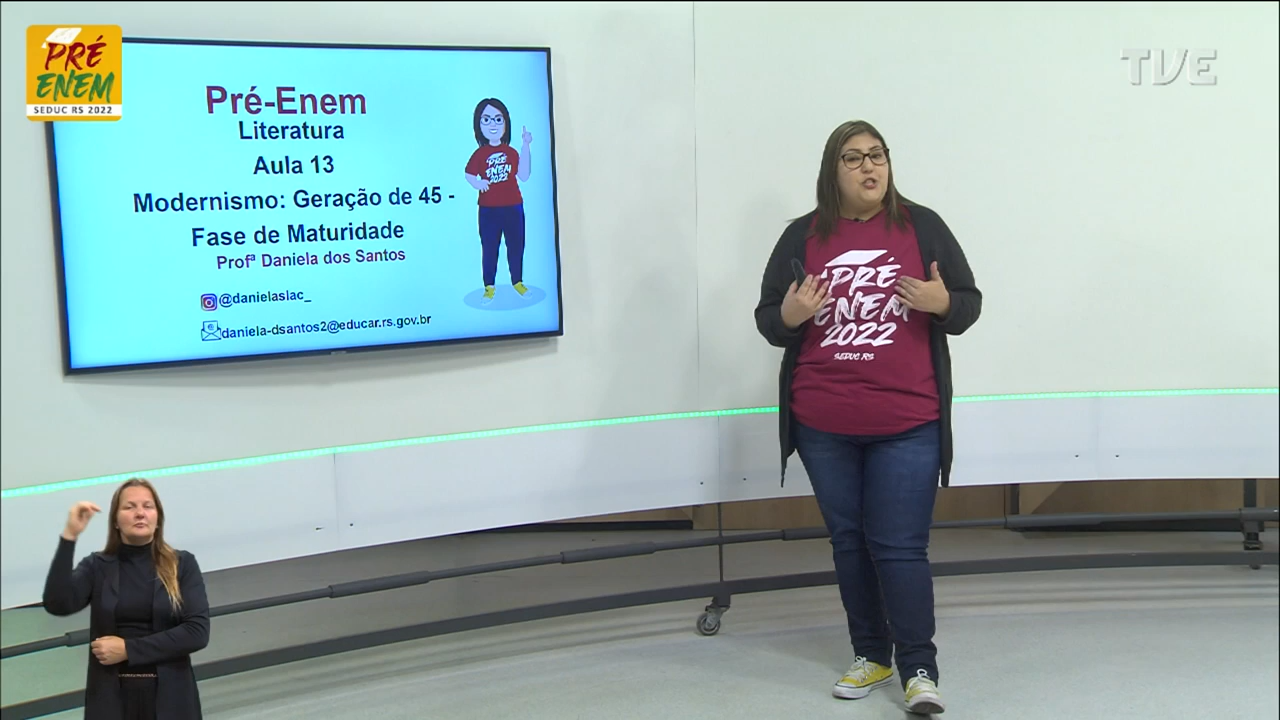 PRÉ
ENEM
SEDUC RS 2022
Pré-Enem
Literatura
Aula 13
Modernismo: Geração de 45 -
Fase de Maturidade
Profª Daniela dos Santos
@danielaslac_
daniela-dsantos2@educar.rs.gov.br
PRÉ
ENEM
2022
TVE
PRÉ
ENEM
2022
SEDUC RS